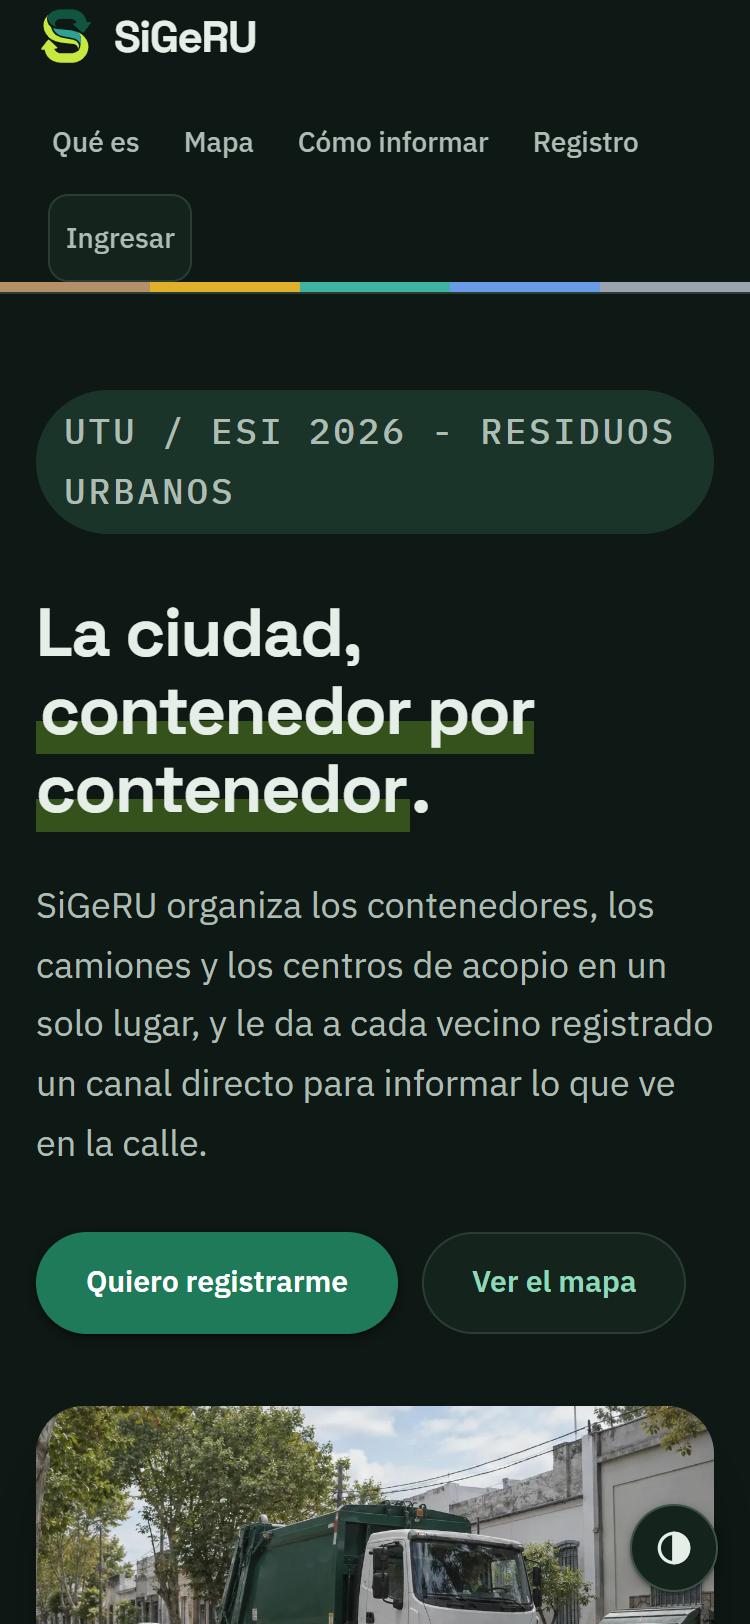 SiGeRU
Qué es Mapa Cómo informar Registro
Ingresar
UTU / ESI 2026 - RESIDUOS
URBANOS
La ciudad,
contenedor por
contenedor.
SiGeRU organiza los contenedores, los
camiones y los centros de acopio en un
solo lugar, y le da a cada vecino registrado
un canal directo para informar lo que ve
en la calle.
Quiero registrarme Ver el mapa